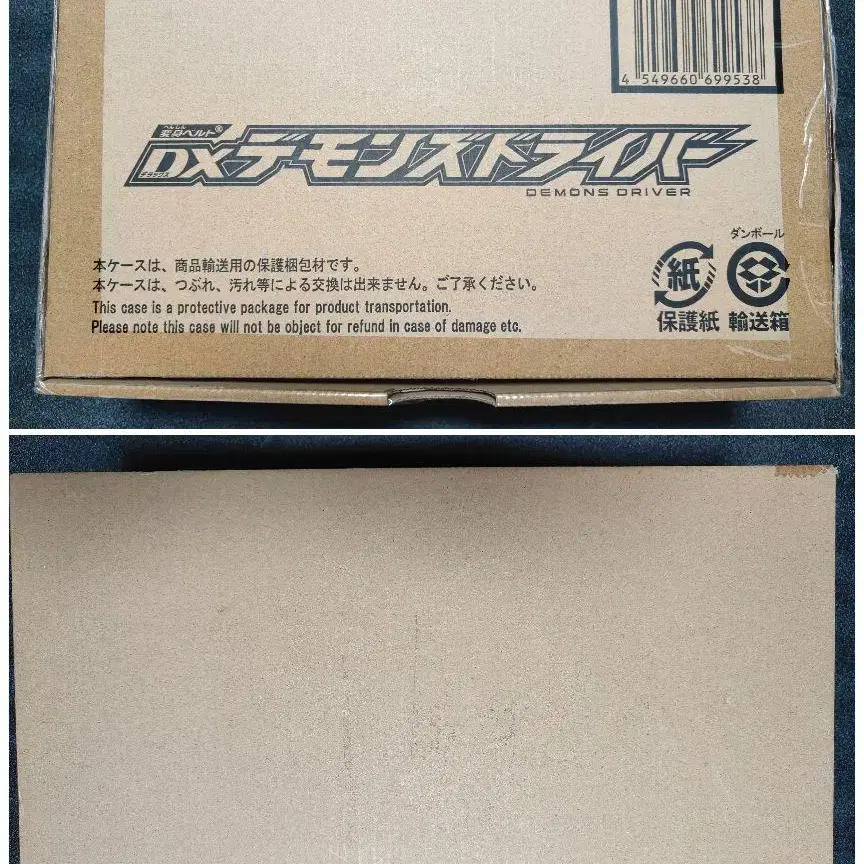 4 549660 699538
へんしん
変身ベルト®
DXデモンズドライバー
デラックス
DEMONS DRIVER
ダンボール
紙
保護紙 輸送箱
本ケースは、商品輸送用の保護梱包材です。
本ケースは、つぶれ、汚れ等による交換は出来ません。ご了承ください。
This case is a protective package for product transportation.
Please note this case will not be object for refund in case of damage etc.